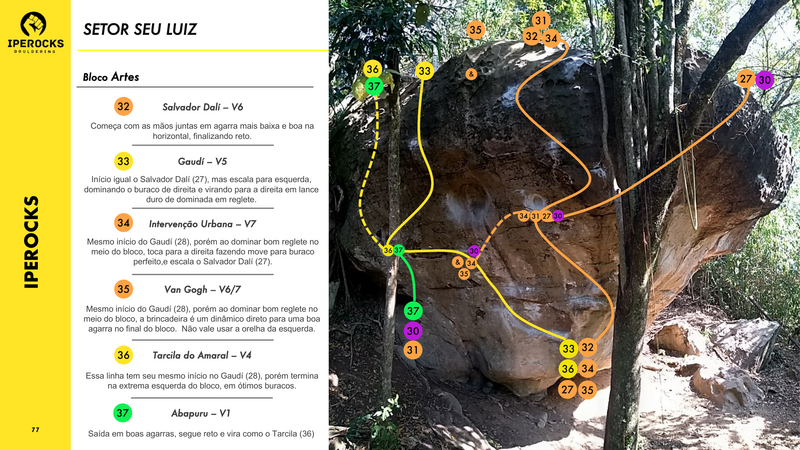 IPEROCKS
BOULDERING
SETOR SEU LUIZ
Bloco Artes
32 Salvador Dalí – V6
Começa com as mãos juntas em agarra mais baixa e boa na
horizontal, finalizando reto.
33 Gaudí – V5
Início igual o Salvador Dalí (27), mas escala para esquerda,
dominando o buraco de direita e virando para a direita em lance
duro de dominada em reglete.
34 Intervenção Urbana – V7
Mesmo início do Gaudí (28), porém ao dominar bom reglete no
meio do bloco, toca para a direita fazendo move para buraco
perfeito,e escala o Salvador Dalí (27).
35 Van Gogh – V6/7
Mesmo início do Gaudí (28), porém ao dominar bom reglete no
meio do bloco, a brincadeira é um dinâmico direto para uma boa
agarra no final do bloco. Não vale usar a orelha da esquerda.
36 Tarcila do Amaral – V4
Essa linha tem seu mesmo início no Gaudí (28), porém termina
na extrema esquerda do bloco, em ótimos buracos.
37 Abapuru – V1
Saída em boas agarras, segue reto e vira como o Tarcila (36)
IPEROCKS
77
31
35
32 34
36 33
37
&
27 30
34 31 27 30
36 37
30
& 34
35
37
30
31
33 32
36 34
27 35